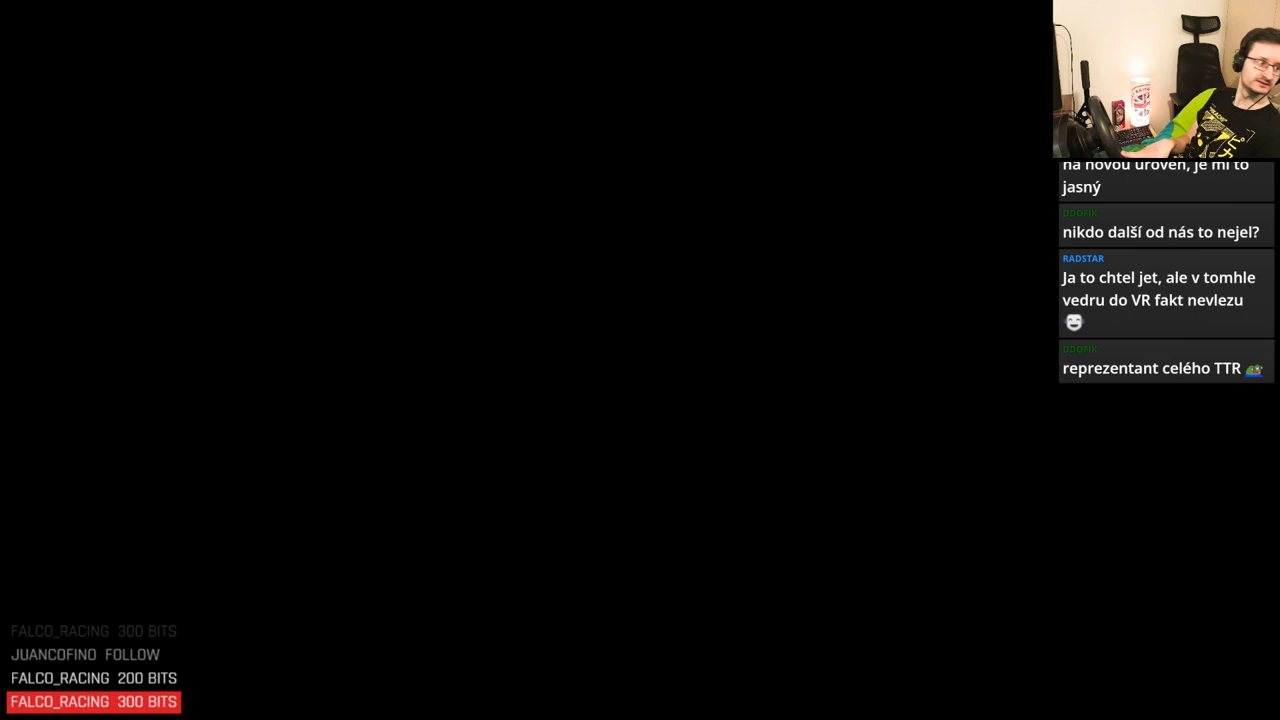 na novou úroveň, je mi to
jasný
DDOFIK
nikdo další od nás to nejel?
RADSTAR
Ja to chtel jet, ale v tomhle
vedru do VR fakt nevlezu
DDOFIK
reprezentant celého TTR
FALCO_RACING 300 BITS
JUANCOFINO FOLLOW
FALCO_RACING 200 BITS
FALCO_RACING 300 BITS